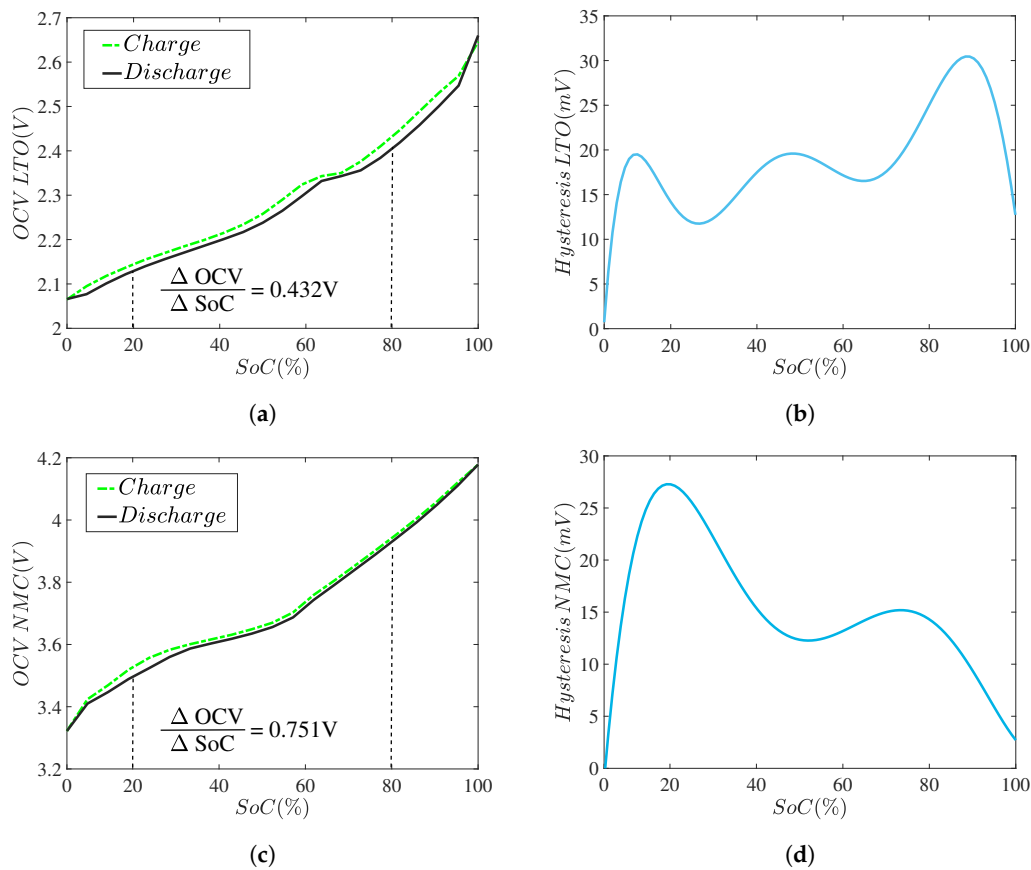 2.7
2.6
2.5
2.4
2.3
2.2
2.1
2
OCV LTO(V)
Charge
Discharge
Δ OCV
Δ SoC
= 0.432V
0 20 40 60 80 100
SoC(%)
(a)
35
30
25
20
15
10
5
0
Hysteresis LTO(mV)
0 20 40 60 80 100
SoC(%)
(b)
4.2
4
3.8
3.6
3.4
3.2
OCV NMC(V)
Charge
Discharge
Δ OCV
Δ SoC
= 0.751V
0 20 40 60 80 100
SoC(%)
(c)
30
25
20
15
10
5
0
Hysteresis NMC(mV)
0 20 40 60 80 100
SoC(%)
(d)